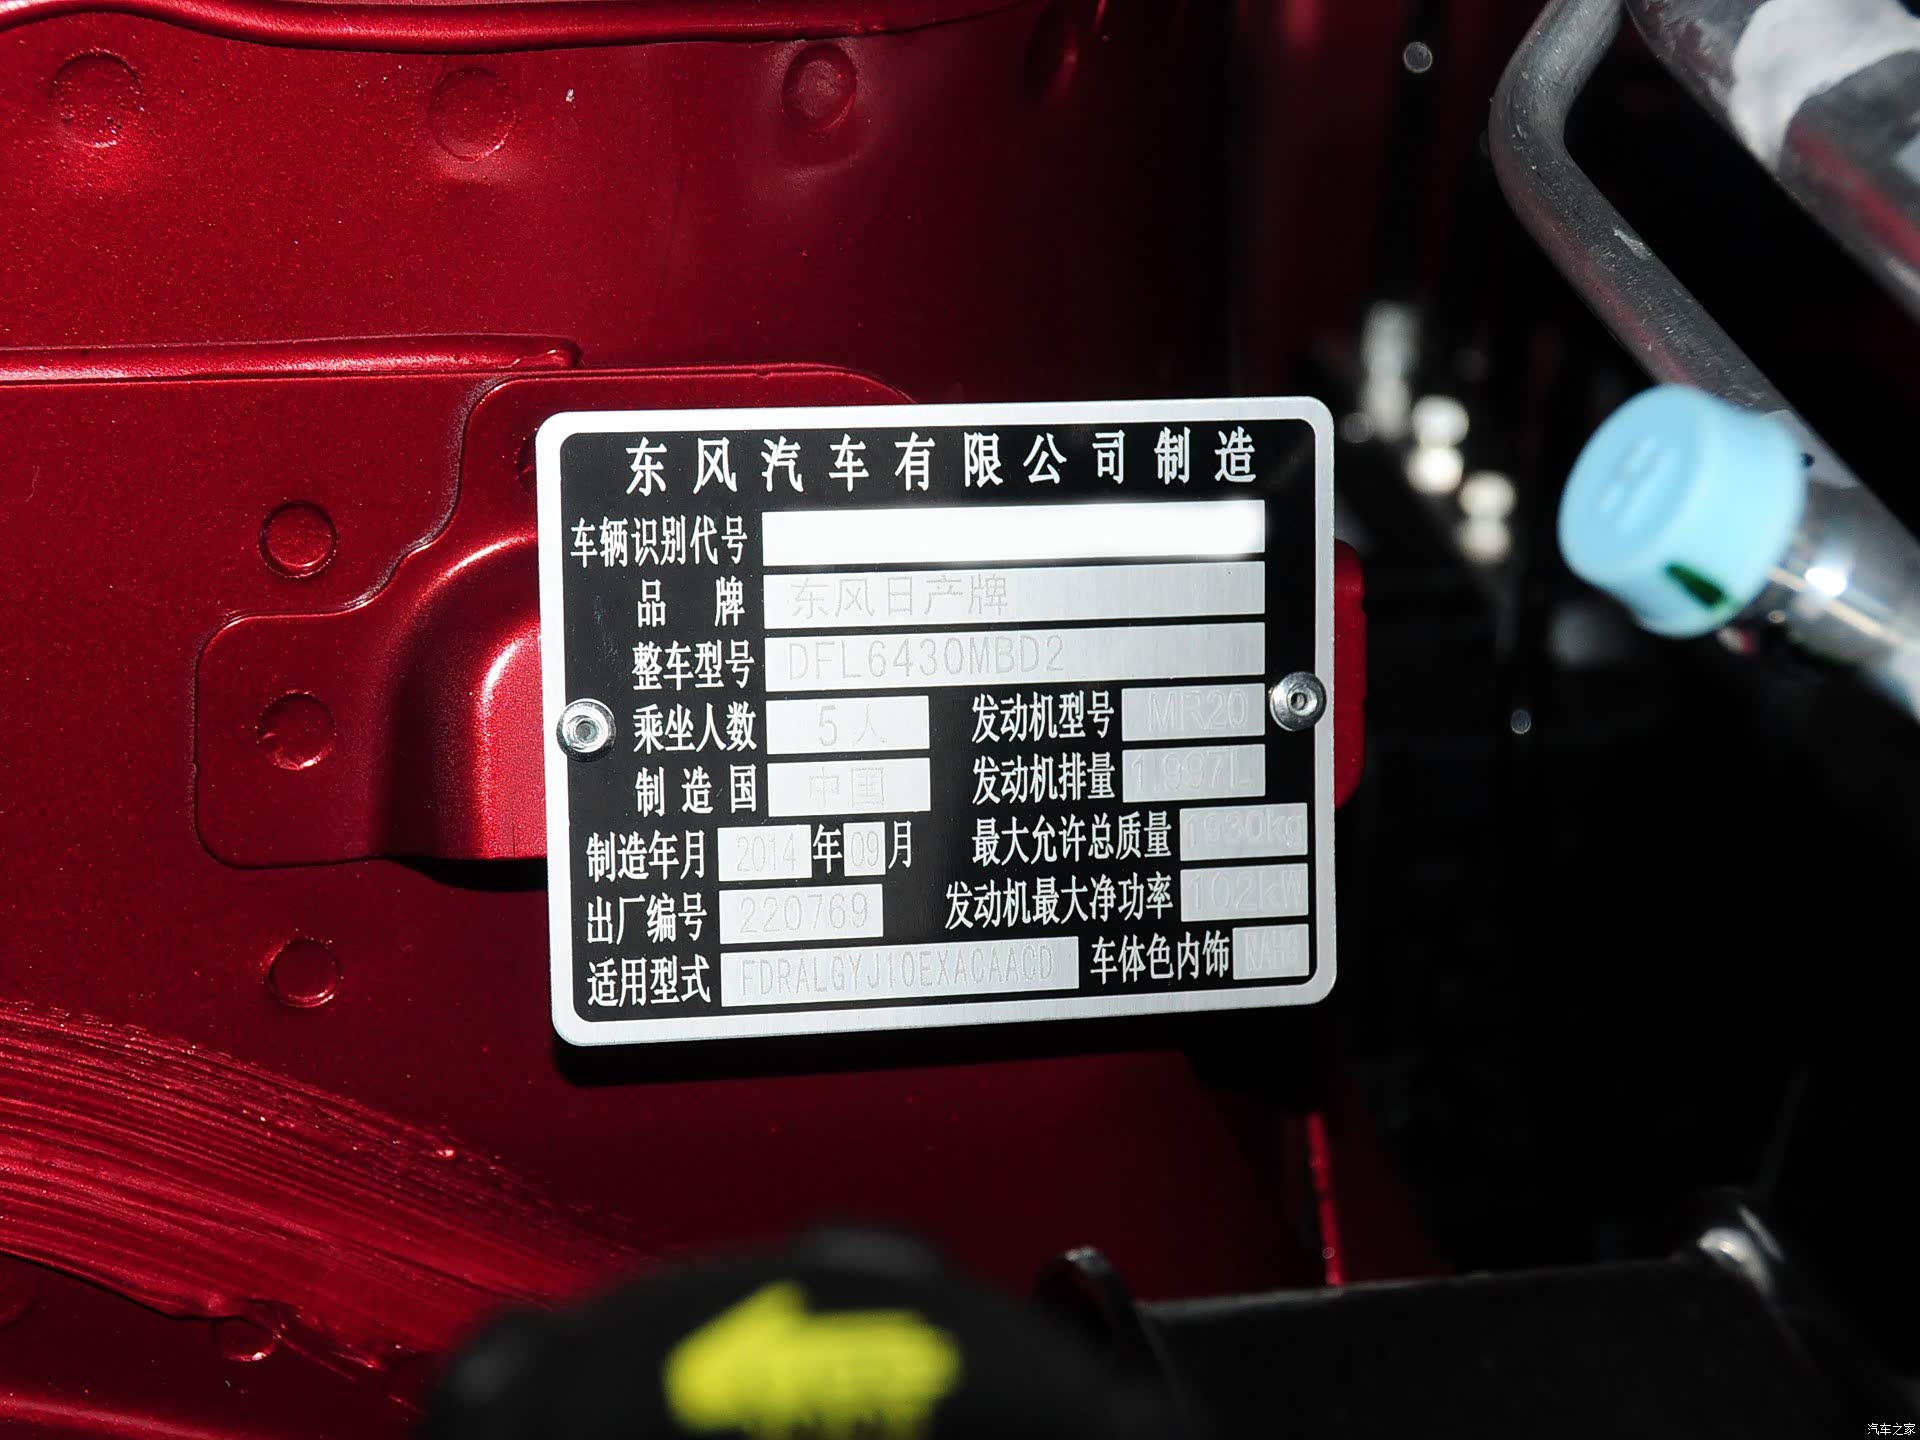 东风汽车有限公司制造
车辆识别代号
品牌 东风日产牌
整车型号 DFL6430MBD2
乘坐人数 5人 发动机型号 MR20
制造国 中国 发动机排量 1.997L
制造年月 2014年09月 最大允许总质量 1930kg
出厂编号 220769 发动机最大净功率 102kW
适用型式 FDRALGYJ10EXACAACD 车体色内饰
汽车之家